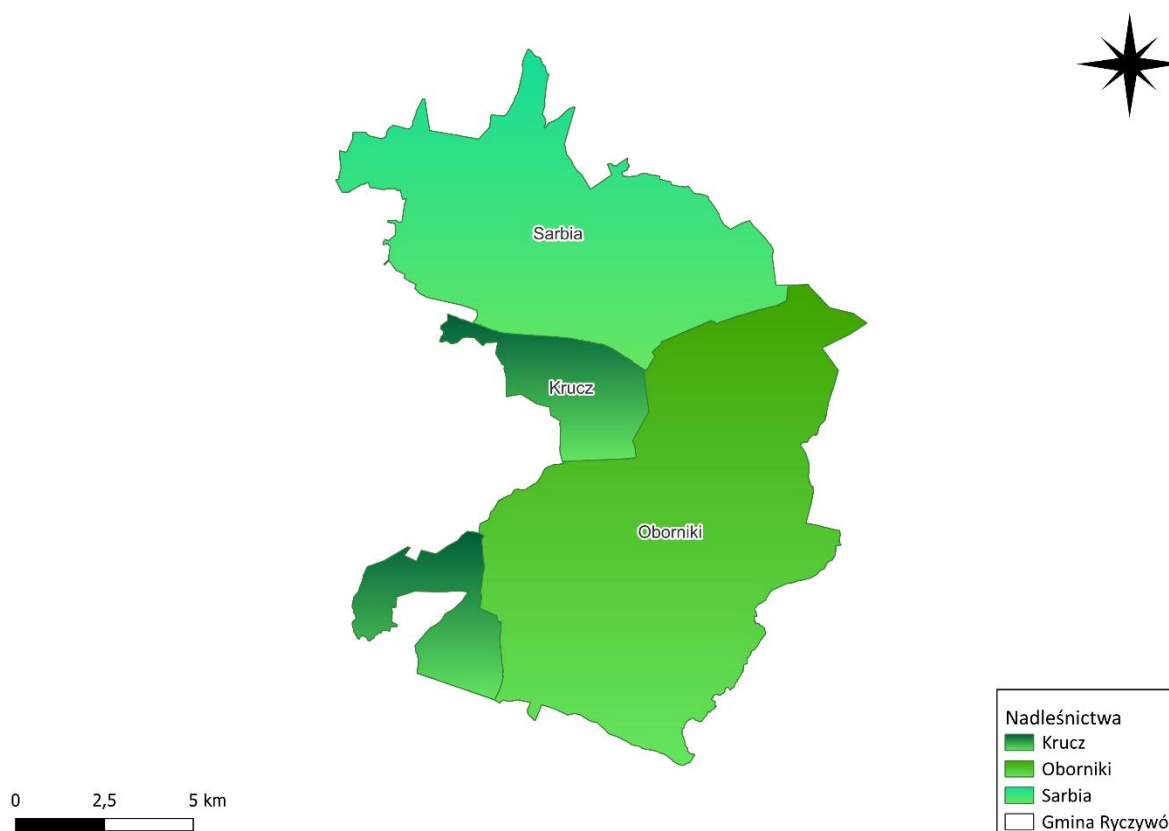 Sarbia
Krucz
Oborniki
Nadleśnictwa
Krucz
Oborniki
Sarbia
Gmina Ryczywó
0 2,5 5 km